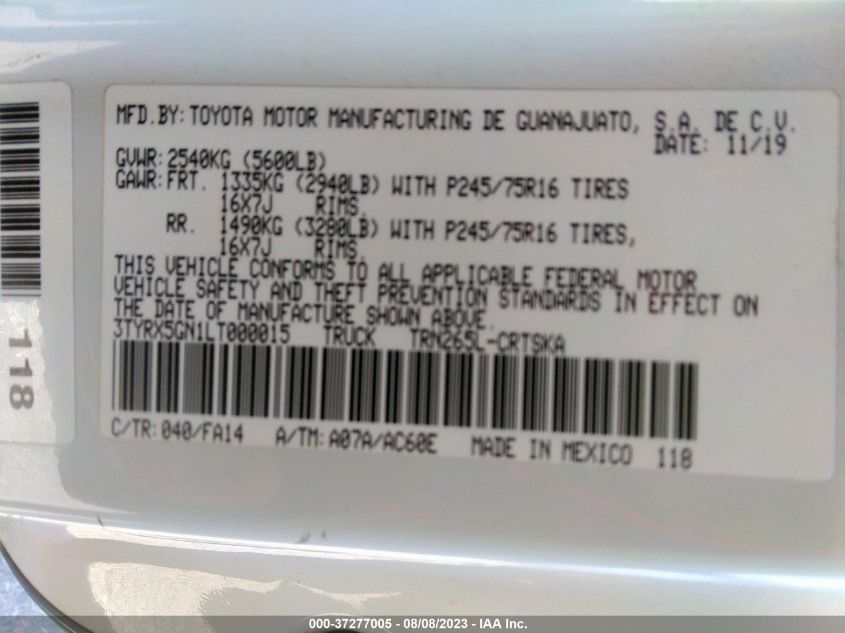 MFD.BY:TOYOTA MOTOR MANUFACTURING DE GUANAJUATO, S.A. DE C.V.
DATE: 11/19
GVWR:2540KG (5600LB)
GAWR:FRT. 1335KG (2940LB) WITH P245/75R16 TIRES
16X7J RIMS,
RR. 1490KG (3280LB) WITH P245/75R16 TIRES,
16X7J RIMS.
THIS VEHICLE CONFORMS TO ALL APPLICABLE FEDERAL MOTOR
VEHICLE SAFETY AND THEFT PREVENTION STANDARDS IN EFFECT ON
THE DATE OF MANUFACTURE SHOWN ABOVE.
3TYRX5GN1LT000015 TRUCK TRN265L-CRTSKA
C/TR:040/FA14 A/TM:A07A/AC60E MADE IN MEXICO 118
118
000-37277005 - 08/08/2023 - IAA Inc.